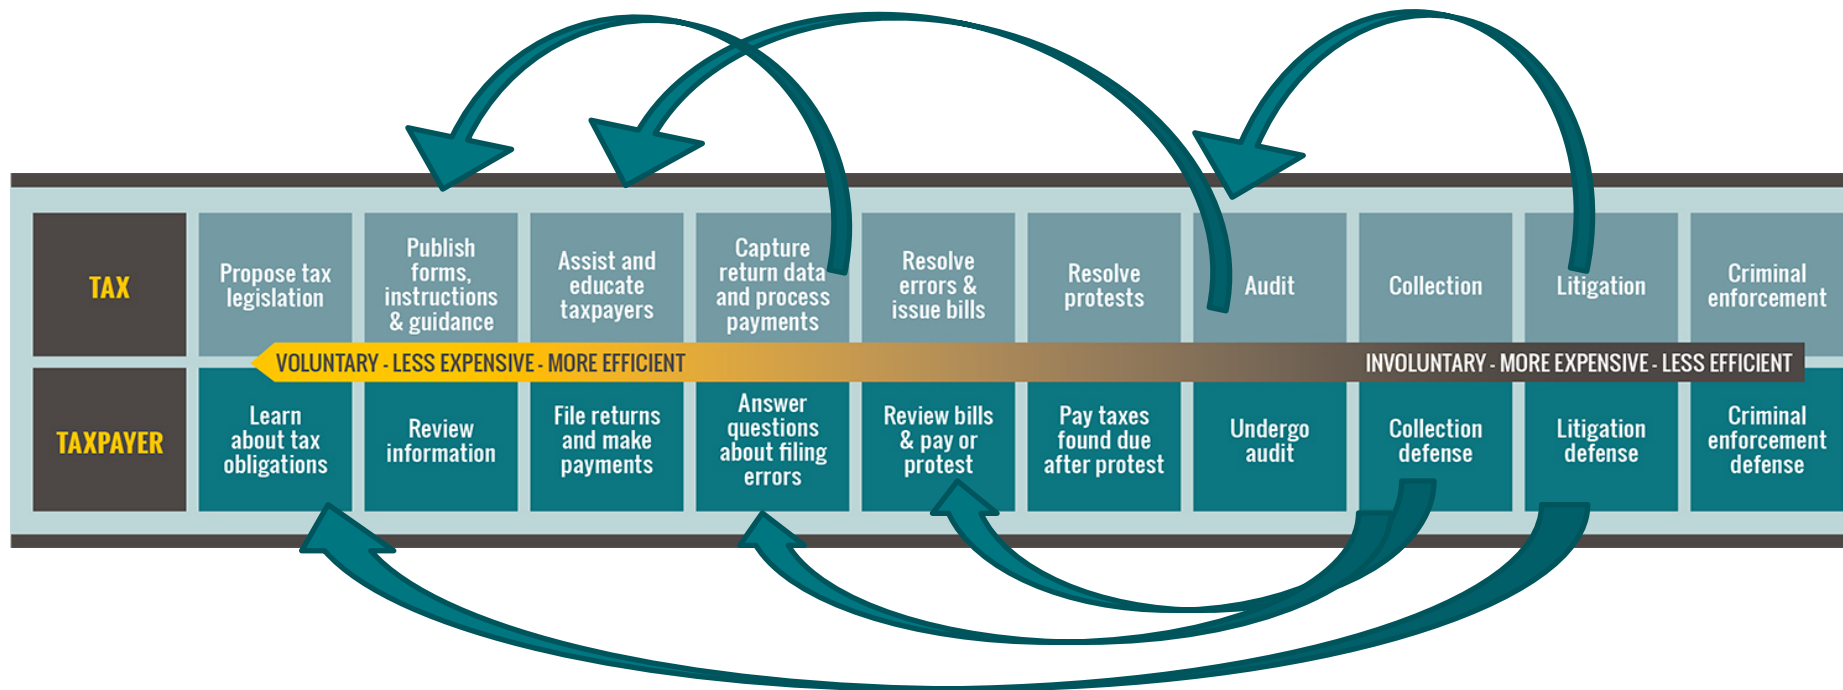 TAX
Propose tax
legislation
Publish
forms,
instructions
& guidance
Assist and
educate
taxpayers
Capture
return data
and process
payments
Resolve
errors &
issue bills
Resolve
protests
Audit
Collection
Litigation
Criminal
enforcement
VOLUNTARY - LESS EXPENSIVE - MORE EFFICIENT
INVOLUNTARY - MORE EXPENSIVE - LESS EFFICIENT
TAXPAYER
Learn
about tax
obligations
Review
information
File returns
and make
payments
Answer
questions
about filing
errors
Review bills
& pay or
protest
Pay taxes
found due
after protest
Undergo
audit
Collection
defense
Litigation
defense
Criminal
enforcement
defense